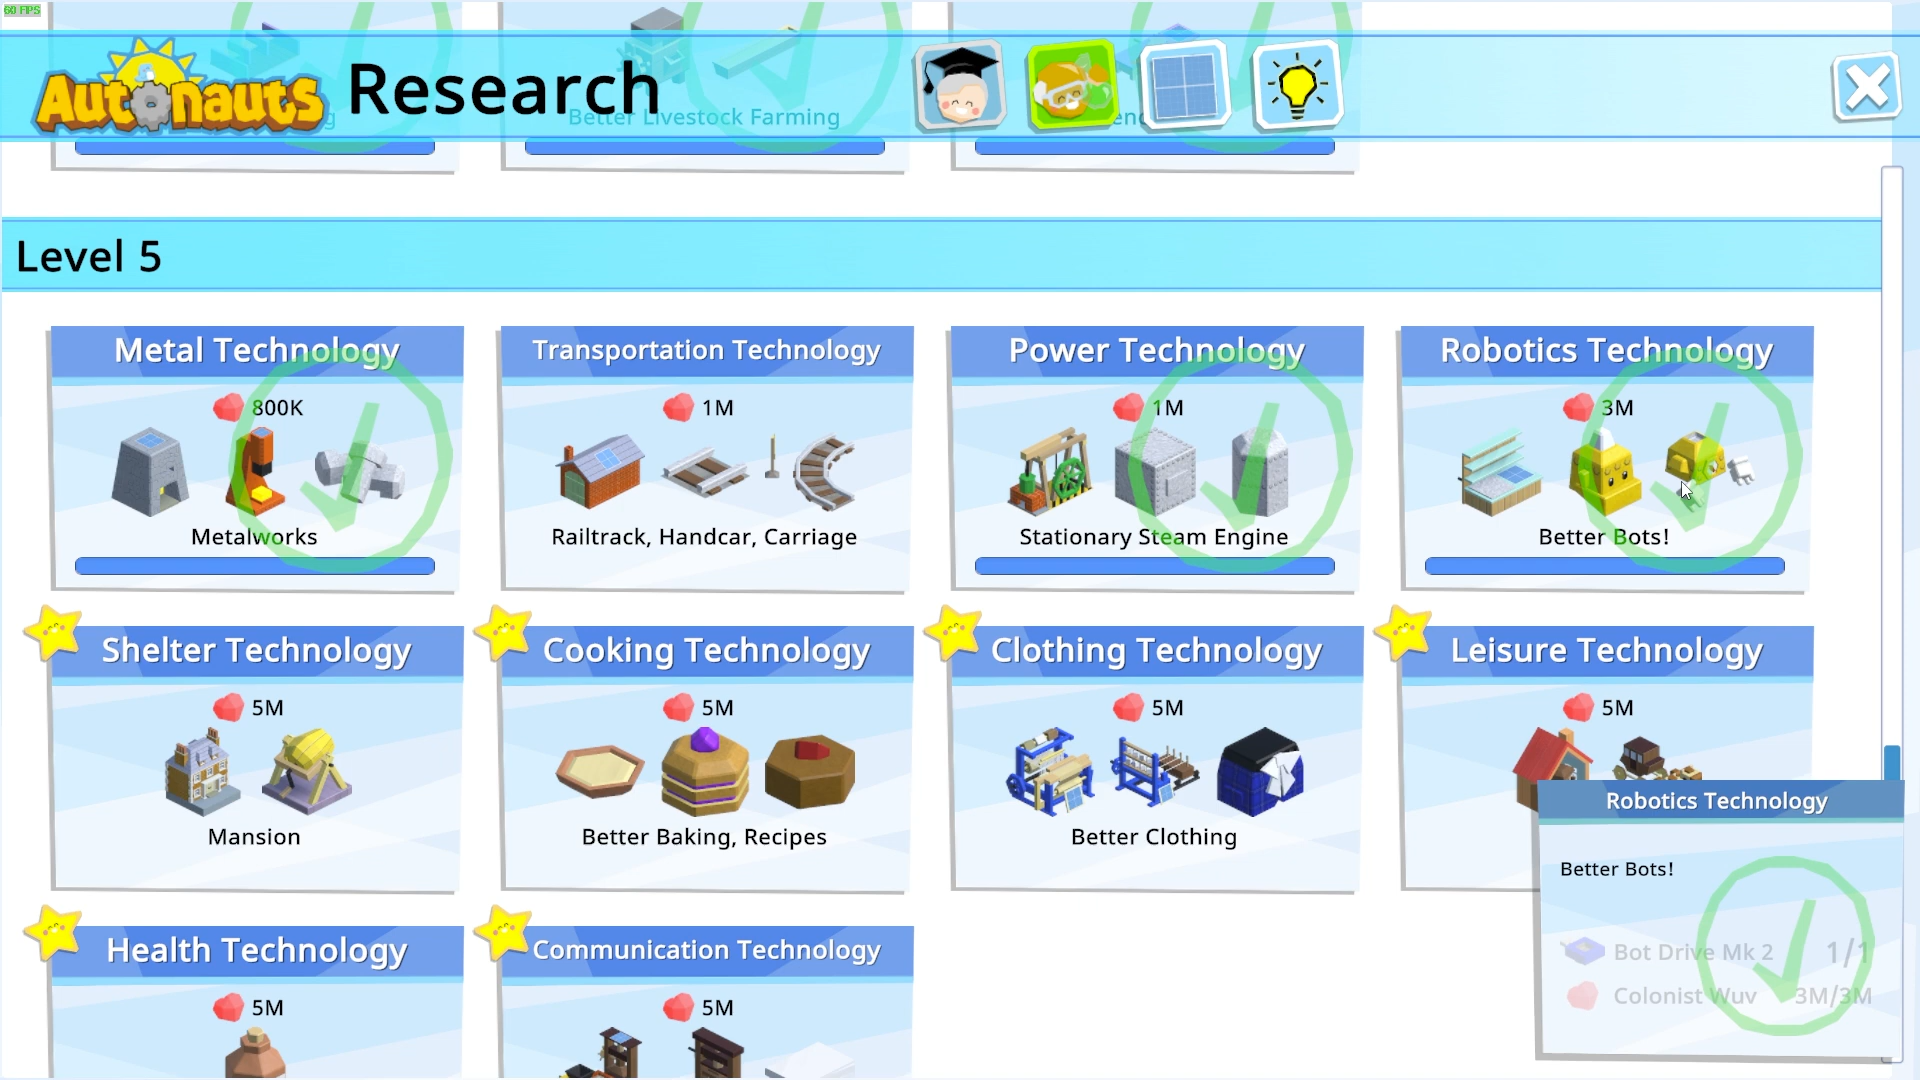 60 FPS
Autonauts
Research
Better Livestock Farming
Level 5
Metal Technology
800K
Metalworks
Transportation Technology
1M
Railtrack, Handcar, Carriage
Power Technology
1M
Stationary Steam Engine
Robotics Technology
3M
Better Bots!
Shelter Technology
5M
Mansion
Cooking Technology
5M
Better Baking, Recipes
Clothing Technology
5M
Better Clothing
Leisure Technology
5M
Health Technology
5M
Communication Technology
5M
Robotics Technology
Better Bots!
Bot Drive Mk 2 1/1
Colonist Wuv 3M/3M